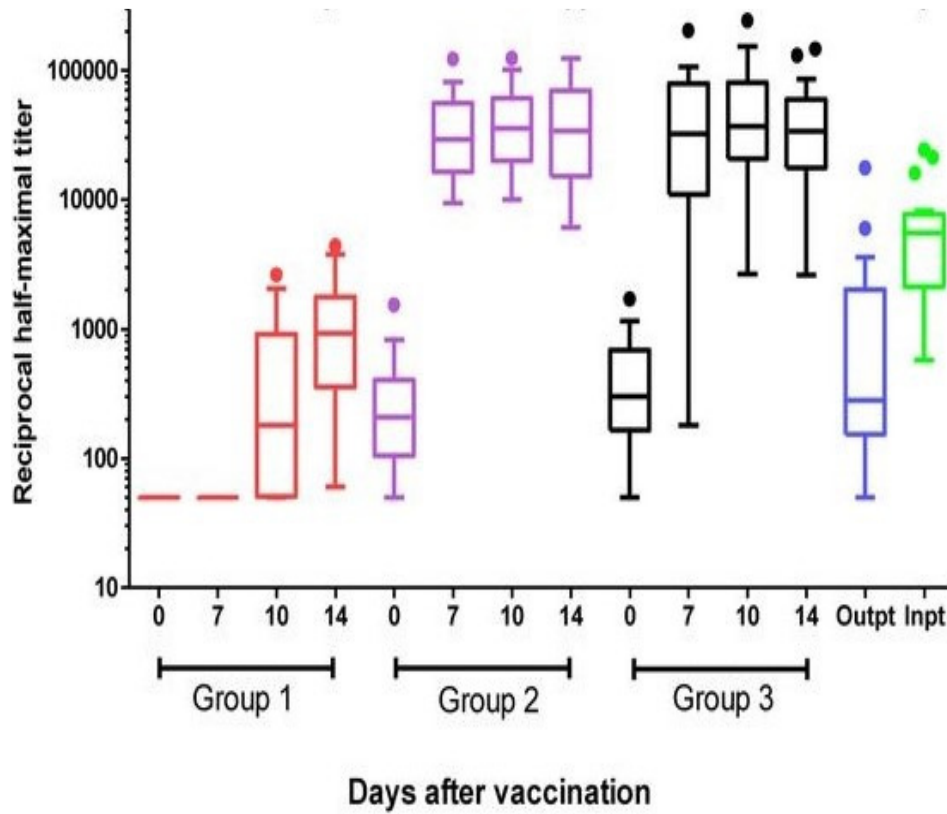 Reciprocal half-maximal titer
100000
10000
1000
100
10
0 7 10 14 0 7 10 14 0 7 10 14 Outpt Inpt
Group 1 Group 2 Group 3
Days after vaccination